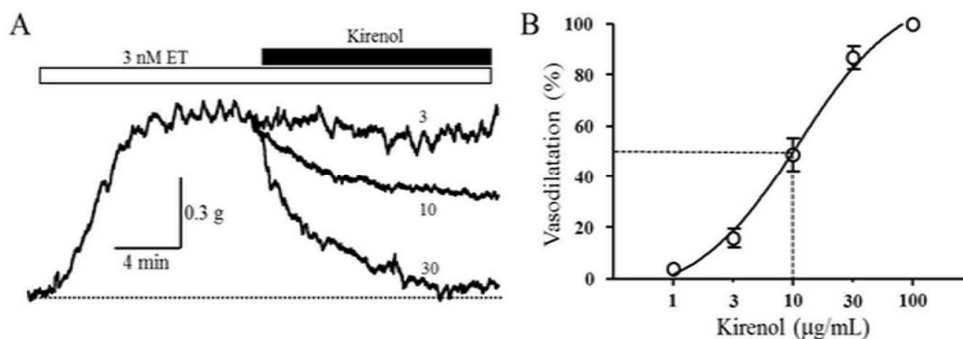 A
Kirenol
3 nM ET
3
10
30
0.3 g
4 min
B
Vasodilatation (%)
100
80
60
40
20
0
1 3 10 30 100
Kirenol (μg/mL)